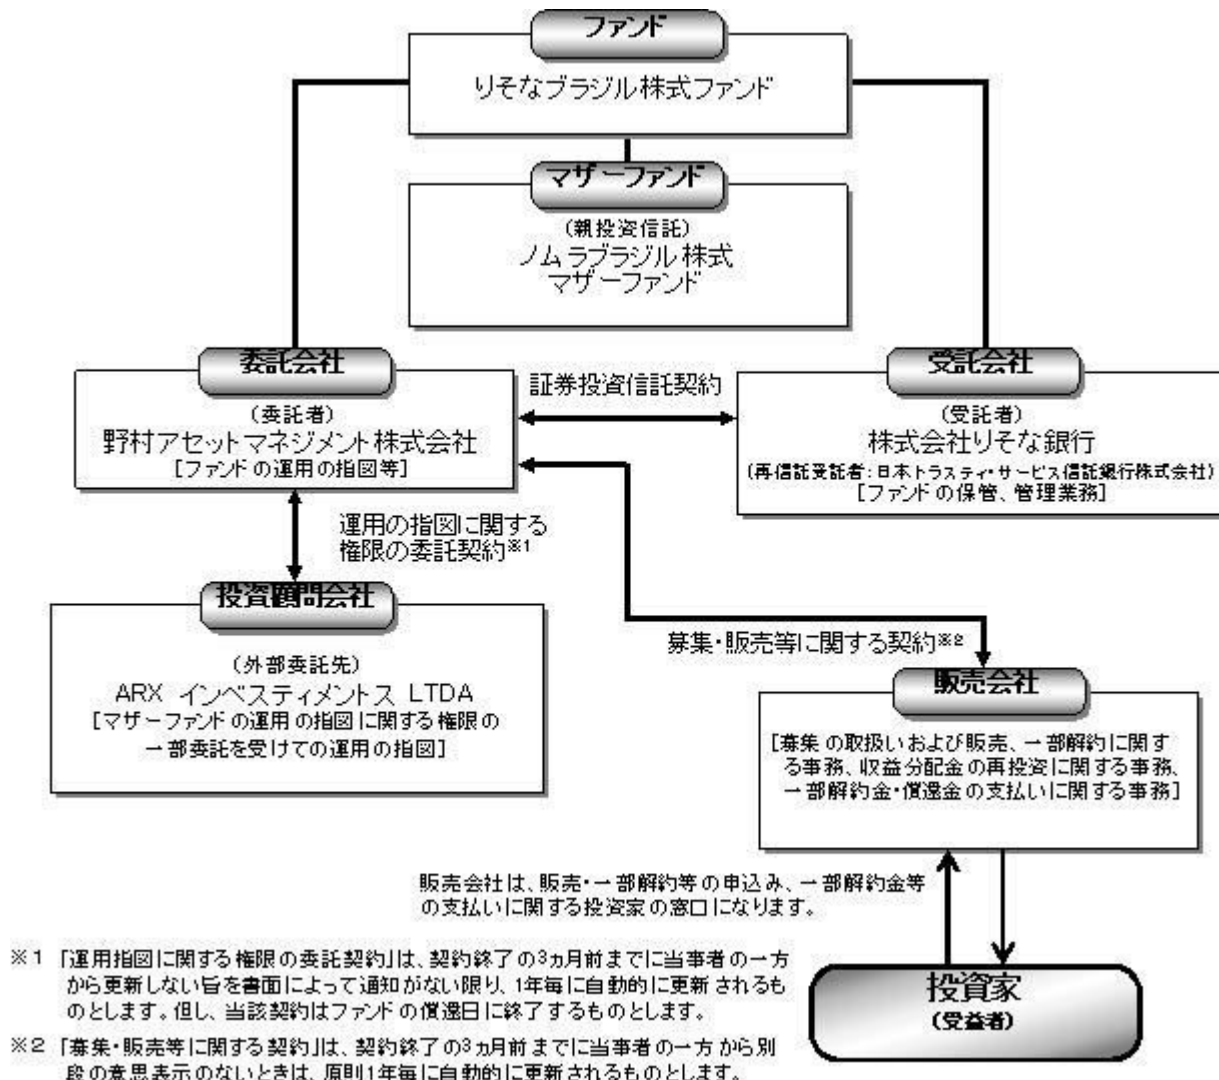 ファンド
りそなブラジル株式ファンド
マザーファンド
(親投資信託)
ノムラブラジル株式
マザーファンド
委託会社
(委託者)
野村アセットマネジメント株式会社
[ファンドの運用の指図等]
証券投資信託契約
受託会社
(受託者)
株式会社りそな銀行
(再信託受託者:日本トラスティ・サービス信託銀行株式会社)
[ファンドの保管、管理業務]
運用の指図に関する
権限の委託契約※1
投資顧問会社
(外部委託先)
ARX インベスティメントス LTDA
[マザーファンドの運用の指図に関する権限の
一部委託を受けての運用の指図]
募集・販売等に関する契約※2
販売会社
[募集の取扱いおよび販売、一部解約に関す
る事務、収益分配金の再投資に関する事務、
一部解約金・償還金の支払いに関する事務]
販売会社は、販売・一部解約等の申込み、一部解約金等
の支払いに関する投資家の窓口になります。
投資家
(受益者)
※1 「運用指図に関する権限の委託契約」は、契約終了の3ヵ月前までに当事者の一方
から更新しない旨を書面によって通知がない限り、1年毎に自動的に更新されるも
のとします。但し、当該契約はファンドの償還日に終了するものとします。
※2 「募集・販売等に関する契約」は、契約終了の3ヵ月前までに当事者の一方から別
段の意思表示のないときは、原則1年毎に自動的に更新されるものとします。